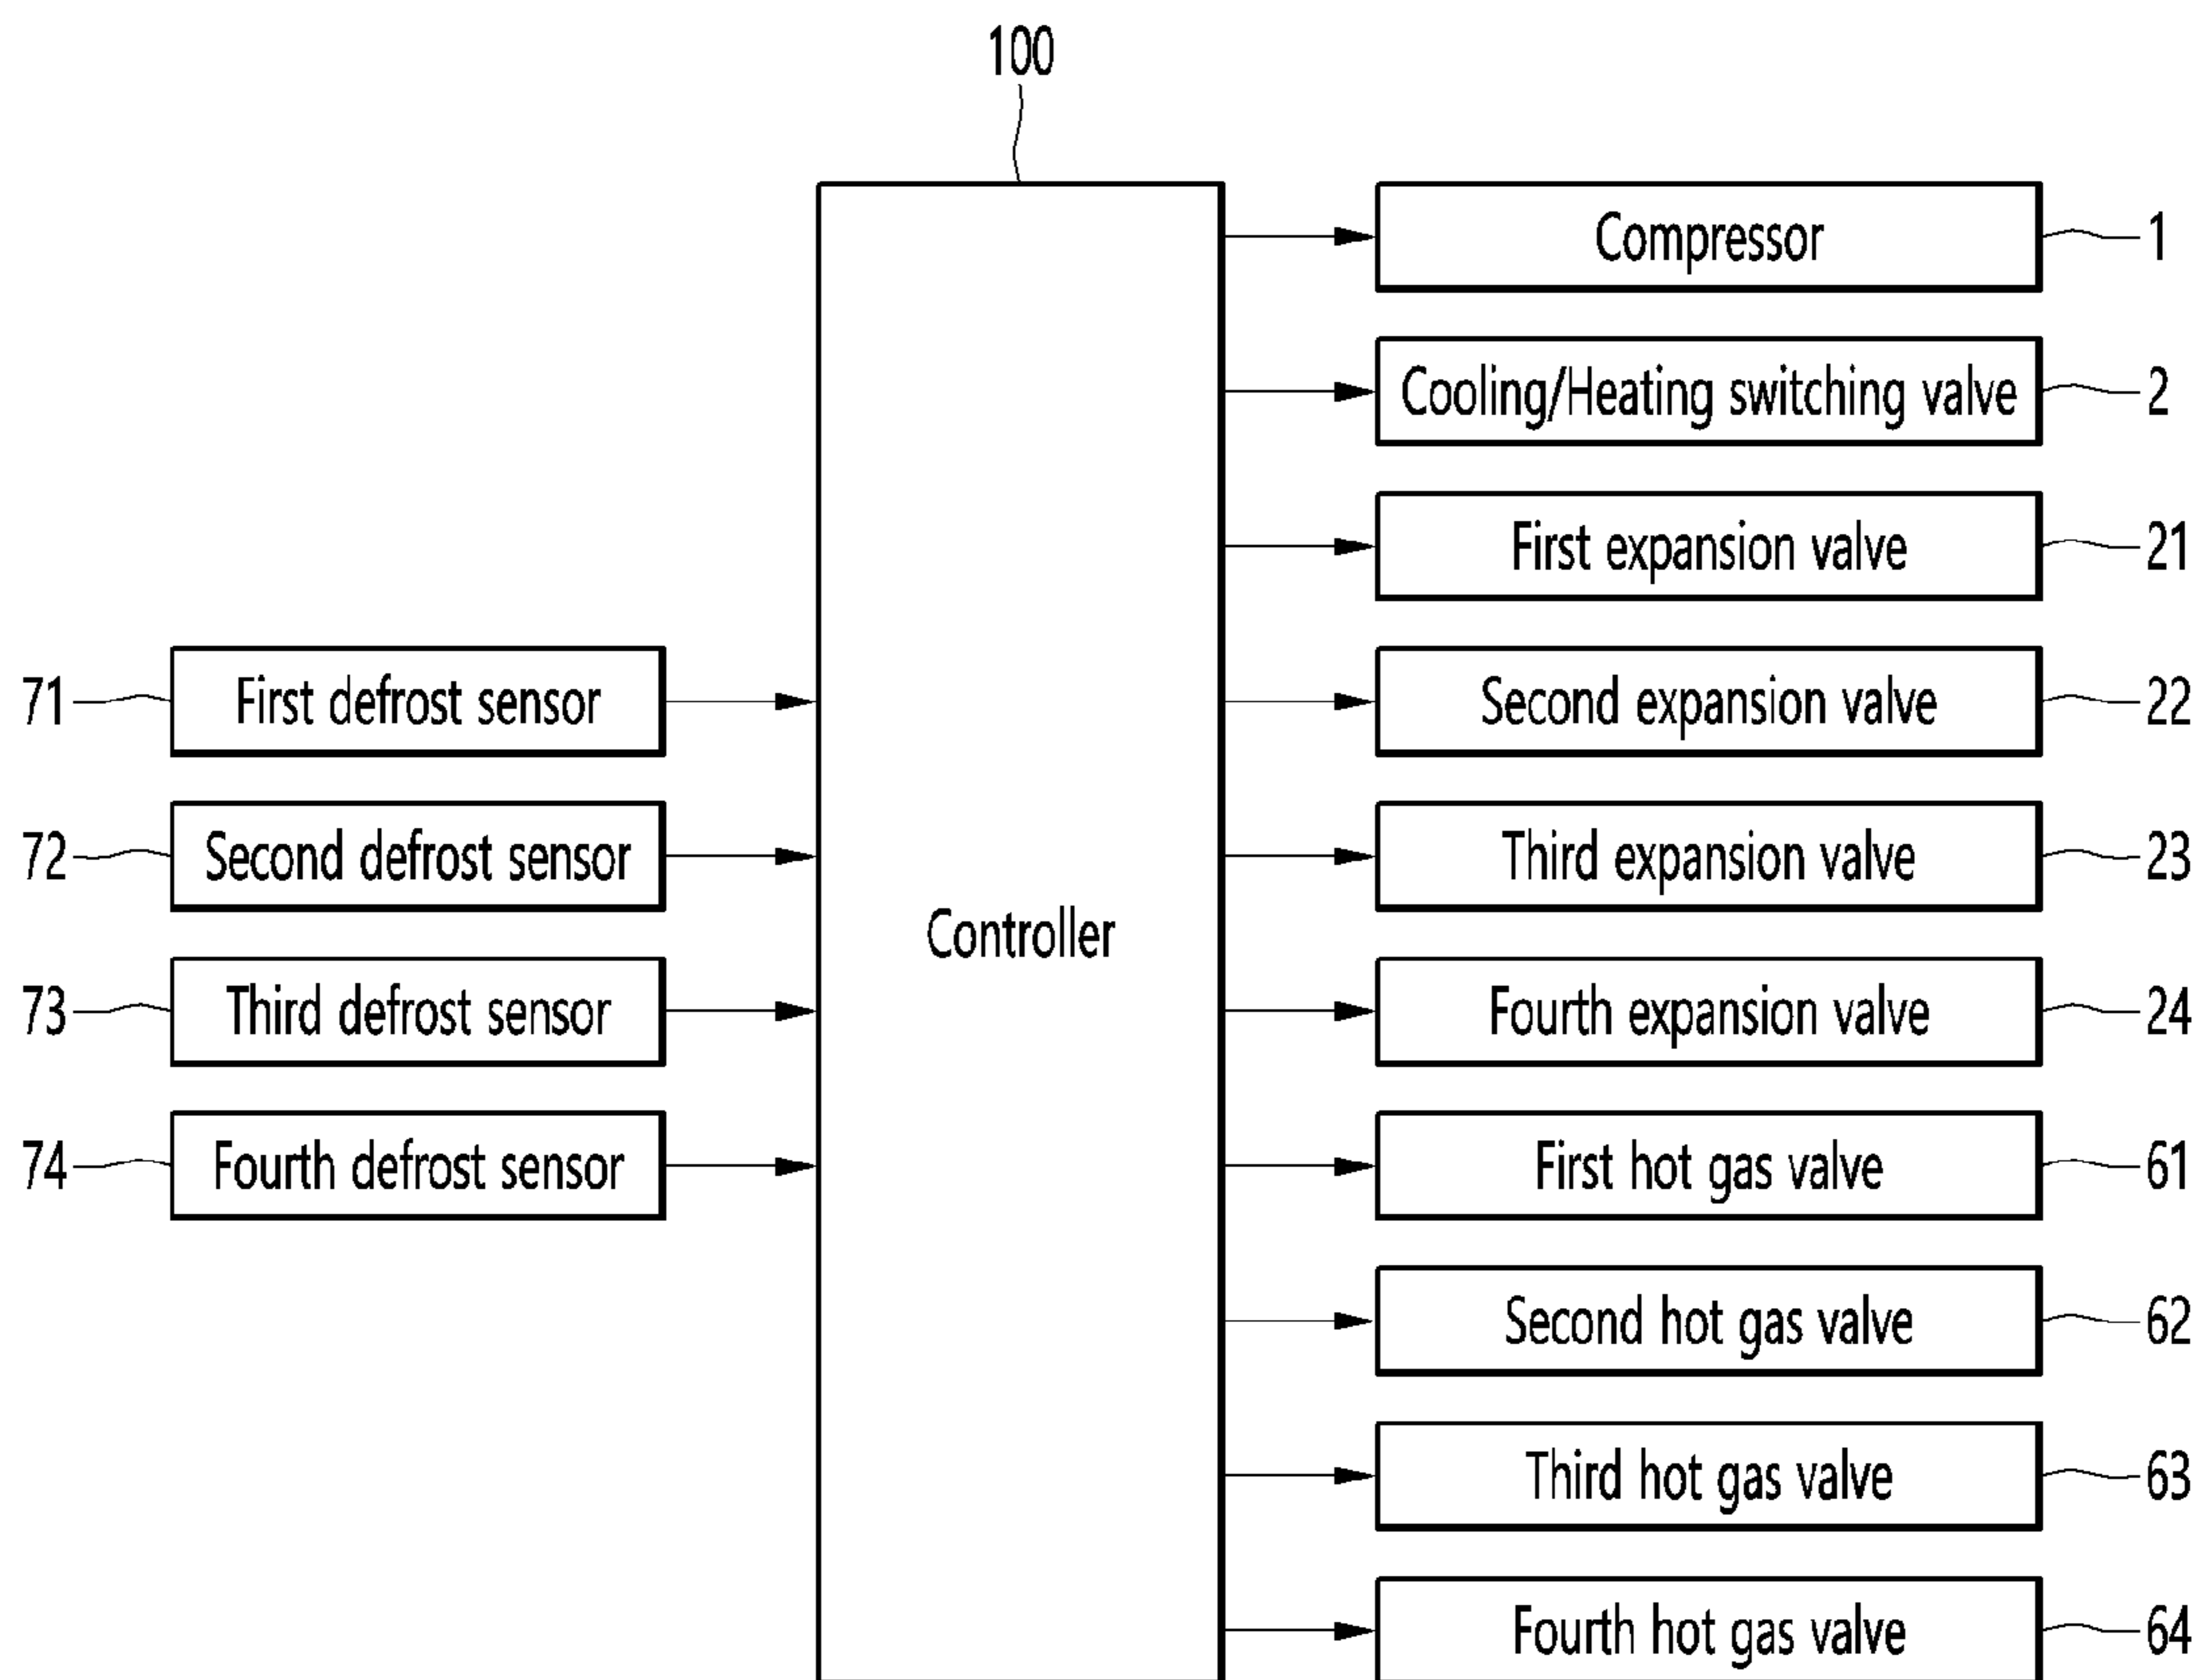 100
Compressor 1
Cooling/Heating switching valve 2
First expansion valve 21
71 First defrost sensor Second expansion valve 22
72 Second defrost sensor Third expansion valve 23
Controller
73 Third defrost sensor Fourth expansion valve 24
74 Fourth defrost sensor First hot gas valve 61
Second hot gas valve 62
Third hot gas valve 63
Fourth hot gas valve 64